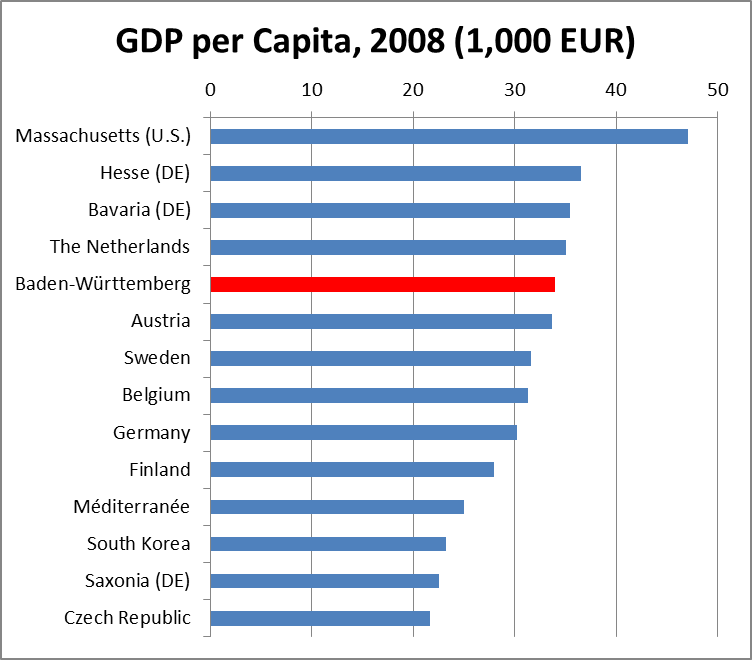 GDP per Capita, 2008 (1,000 EUR)
0 10 20 30 40 50
Massachusetts (U.S.)
Hesse (DE)
Bavaria (DE)
The Netherlands
Baden-Württemberg
Austria
Sweden
Belgium
Germany
Finland
Méditerranée
South Korea
Saxonia (DE)
Czech Republic